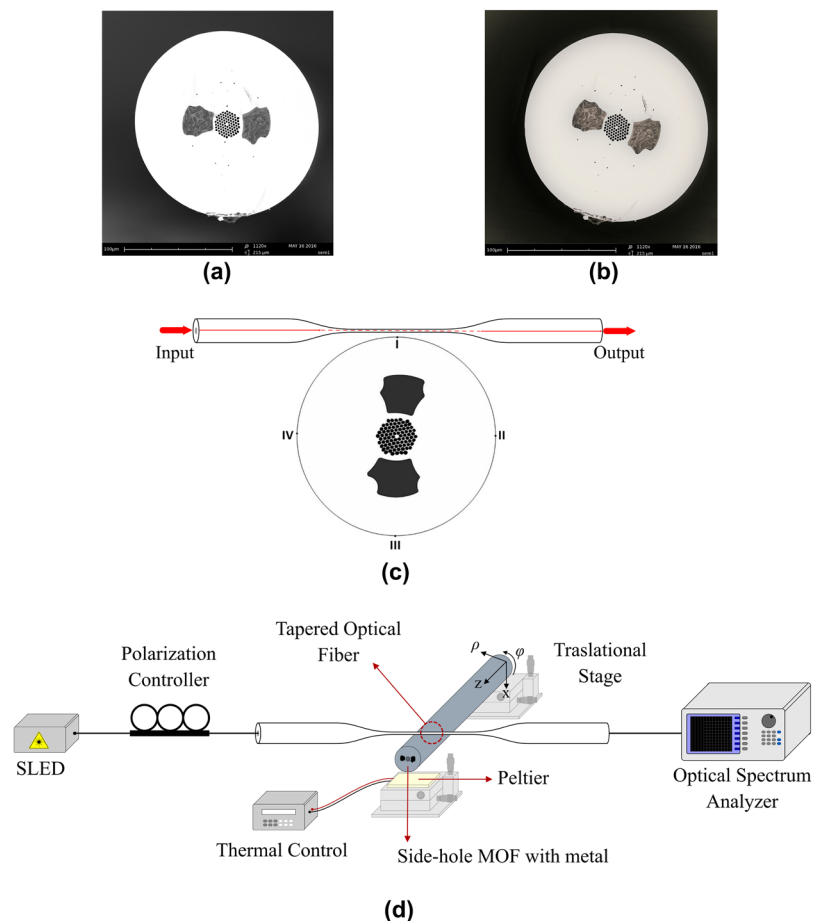 100µm
1120x
215 µm
MAY 16 2016
sem1
(a)
100µm
1120x
215 µm
MAY 16 2016
sem1
(b)
Input
Output
I
IV
II
III
(c)
Tapered Optical
Fiber
ρ
φ
z
x
Traslational
Stage
Polarization
Controller
SLED
Peltier
Optical Spectrum
Analyzer
Thermal Control
Side-hole MOF with metal
(d)